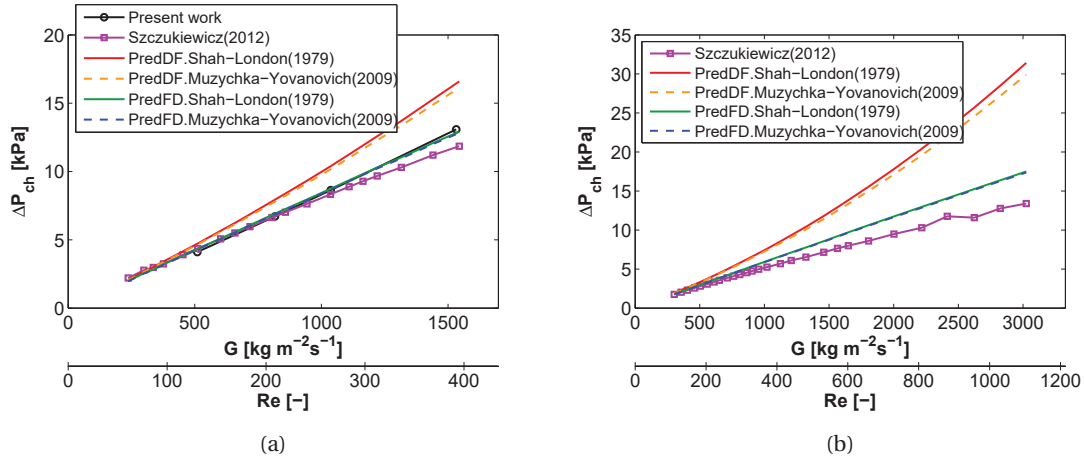 Present work
Szczukiewicz(2012)
PredDF.Shah−London(1979)
PredDF.Muzychka−Yovanovich(2009)
PredFD.Shah−London(1979)
PredFD.Muzychka−Yovanovich(2009)
20
15
10
5
0
ΔP_ch [kPa]
0 500 1000 1500
G [kg m⁻²s⁻¹]
0 100 200 300 400
Re [−]
(a)
Szczukiewicz(2012)
PredDF.Shah−London(1979)
PredDF.Muzychka−Yovanovich(2009)
PredFD.Shah−London(1979)
PredFD.Muzychka−Yovanovich(2009)
35
30
25
20
15
10
5
0
ΔP_ch [kPa]
0 500 1000 1500 2000 2500 3000
G [kg m⁻²s⁻¹]
0 200 400 600 800 1000 1200
Re [−]
(b)